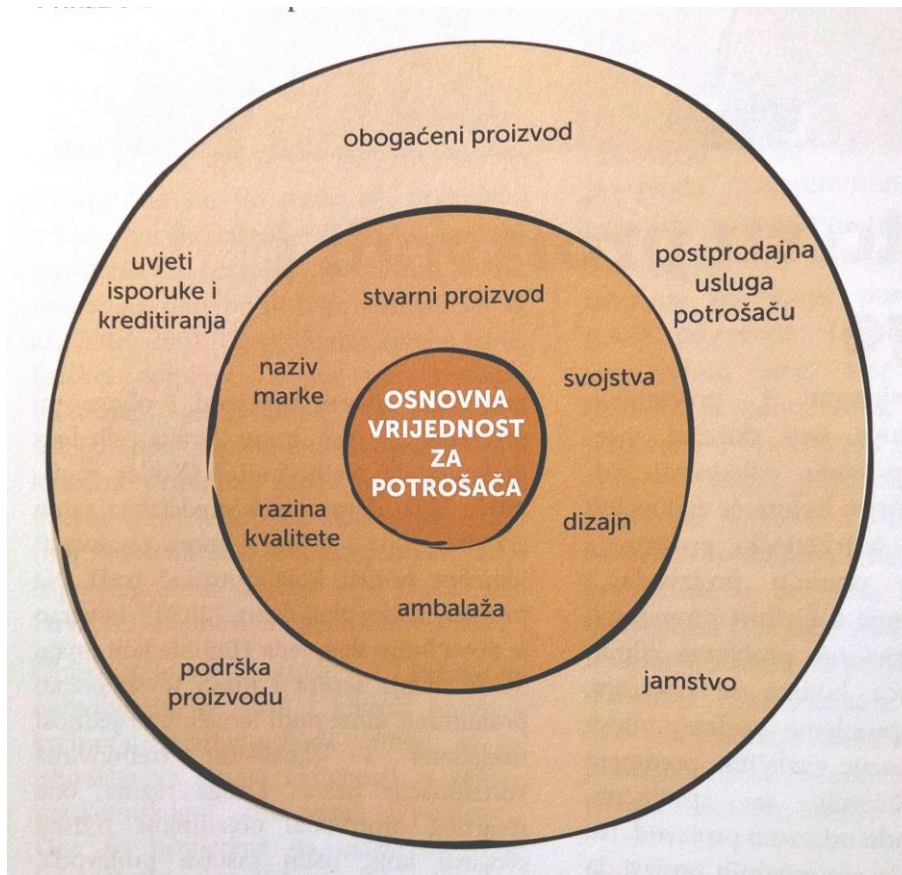 obogaćeni proizvod
uvjeti
isporuke i
kreditiranja
postprodajna
usluga
potrošaču
stvarni proizvod
naziv
marke
svojstva
OSNOVNA
VRIJEDNOST
ZA
POTROŠAČA
razina
kvalitete
dizajn
ambalaža
podrška
proizvodu
jamstvo